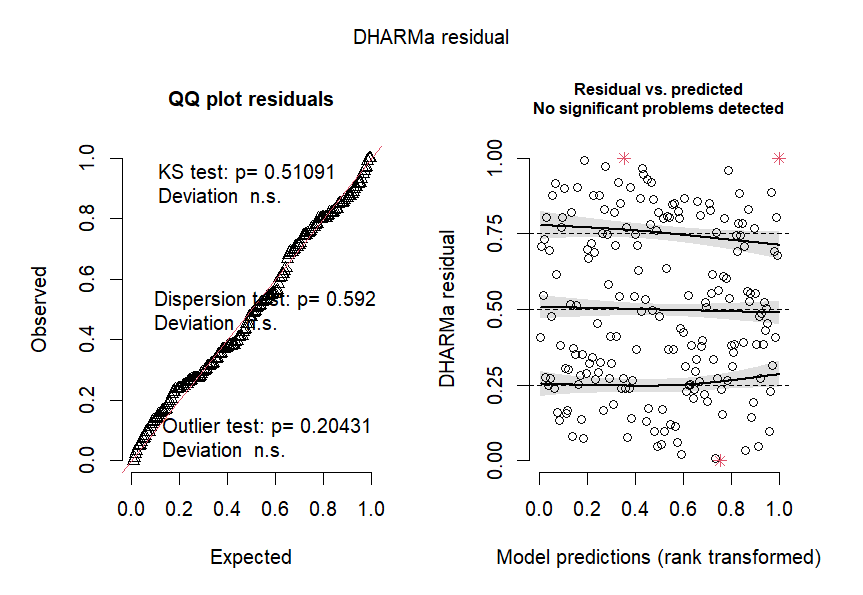 DHARMa residual
QQ plot residuals
KS test: p= 0.51091
Deviation n.s.
Dispersion test: p= 0.592
Deviation n.s.
Outlier test: p= 0.20431
Deviation n.s.
Observed
0.0 0.2 0.4 0.6 0.8 1.0
0.0 0.2 0.4 0.6 0.8 1.0
Expected
Residual vs. predicted
No significant problems detected
DHARMa residual
0.00 0.25 0.50 0.75 1.00
0.0 0.2 0.4 0.6 0.8 1.0
Model predictions (rank transformed)